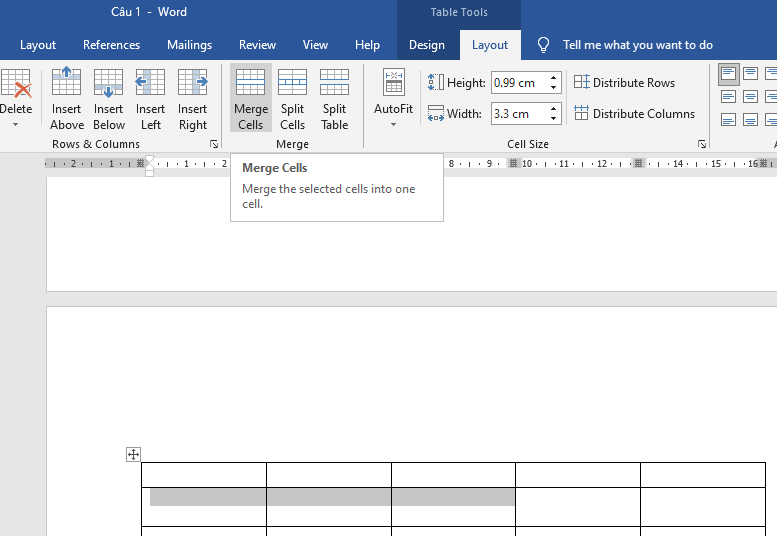 Câu 1 - Word
Table Tools
Layout References Mailings Review View Help Design Layout Tell me what you want to do
Delete
Insert Above
Insert Below
Insert Left
Insert Right
Rows & Columns
Merge Cells
Split Cells
Split Table
Merge
AutoFit
Height: 0.99 cm
Width: 3.3 cm
Distribute Rows
Distribute Columns
Cell Size
2 1 1 2 8 9 10 11 12 13 14 15 16
Merge Cells
Merge the selected cells into one
cell.